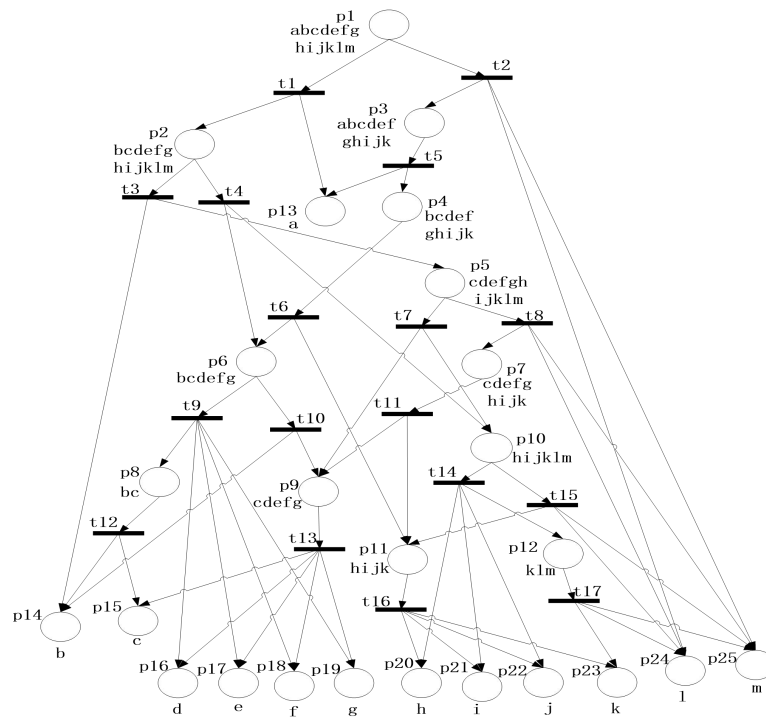 p1
abcdefg
hijklm
t2
t1
p3
abcdef
ghijk
p2
bcdefg
hijklm
t5
t3
t4
p13
a
p4
bcdef
ghijk
p5
cdefgh
ijklm
t6
t7
t8
p6
bcdefg
p7
cdefg
hijk
t9
t10
t11
p10
hijklm
p8
bc
p9
cdefg
t14
t15
t12
t13
p11
hijk
p12
klm
t16
t17
p14
b
p15
c
p16
d
p17
e
p18
f
p19
g
p20
h
p21
i
p22
j
p23
k
p24
l
p25
m